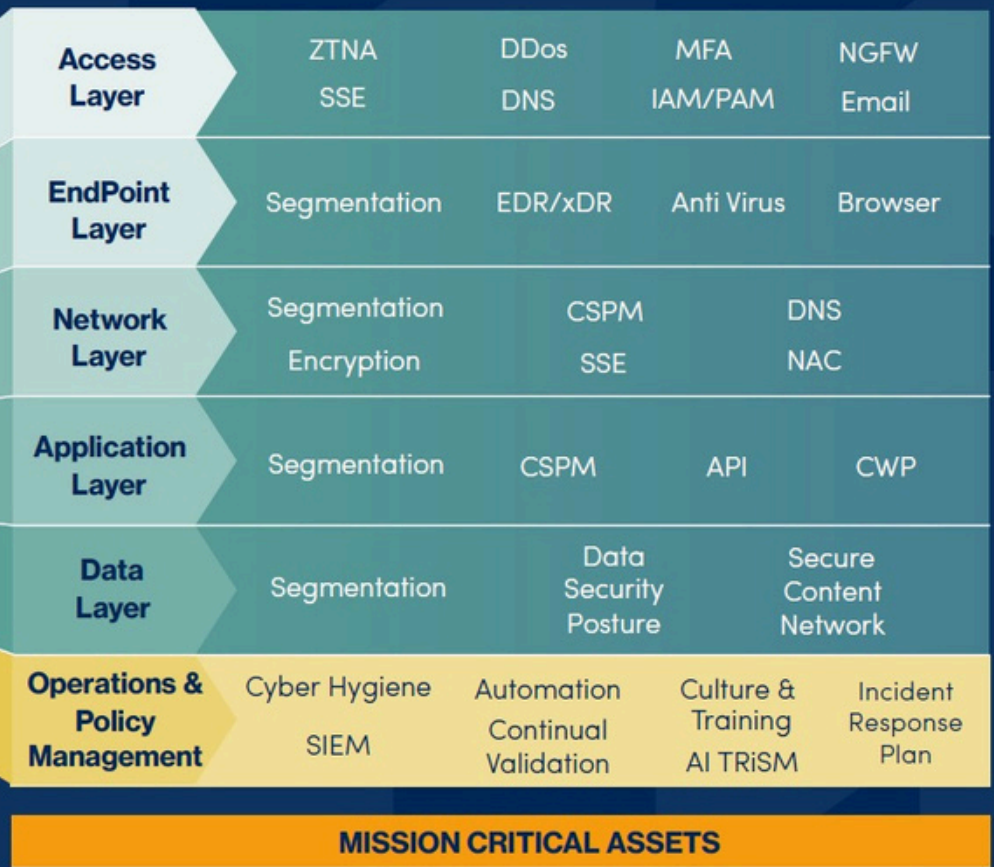 Access
Layer
ZTNA
DDos
MFA
NGFW
SSE
DNS
IAM/PAM
Email
EndPoint
Layer
Segmentation
EDR/xDR
Anti Virus
Browser
Network
Layer
Segmentation
CSPM
DNS
Encryption
SSE
NAC
Application
Layer
Segmentation
CSPM
API
CWP
Data
Layer
Segmentation
Data
Security
Posture
Secure
Content
Network
Operations &
Policy
Management
Cyber Hygiene
SIEM
Automation
Continual
Validation
Culture &
Training
AI TRiSM
Incident
Response
Plan
MISSION CRITICAL ASSETS